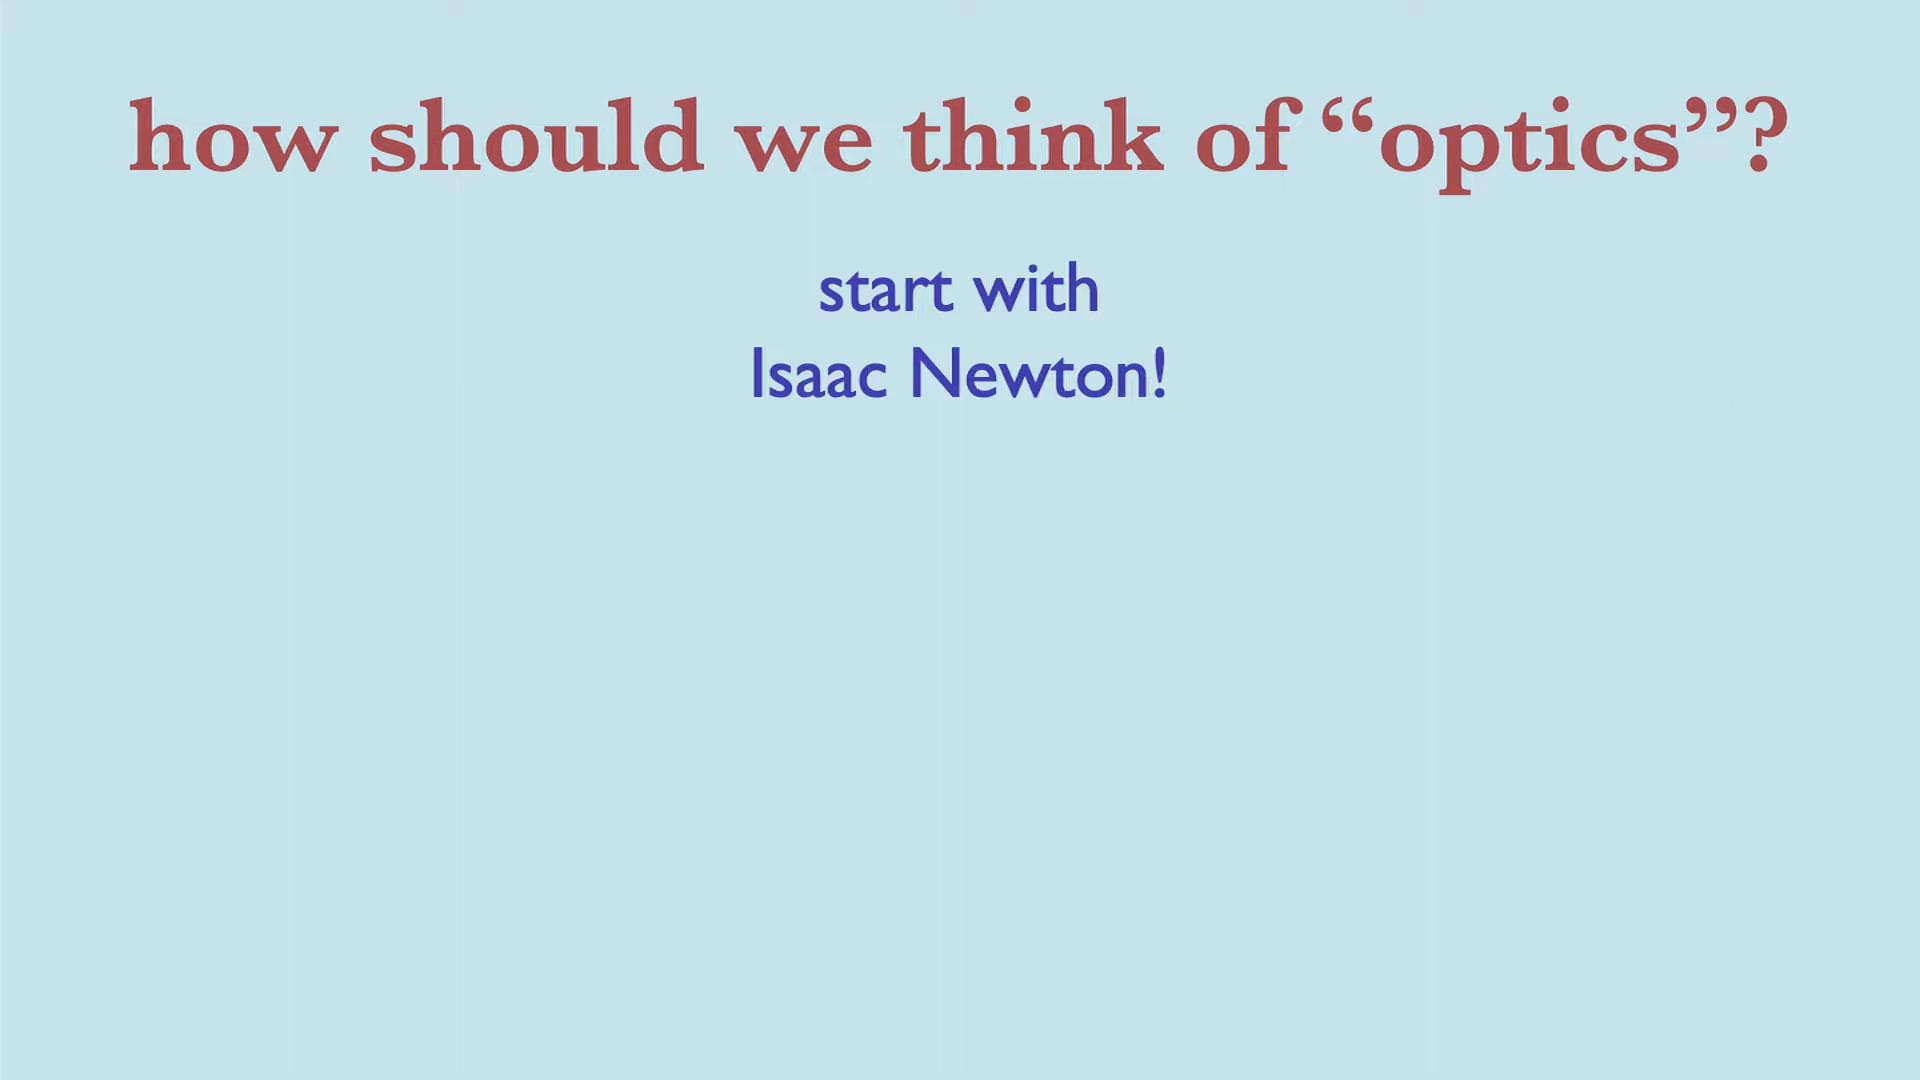 how should we think of “optics”?
start with
Isaac Newton!